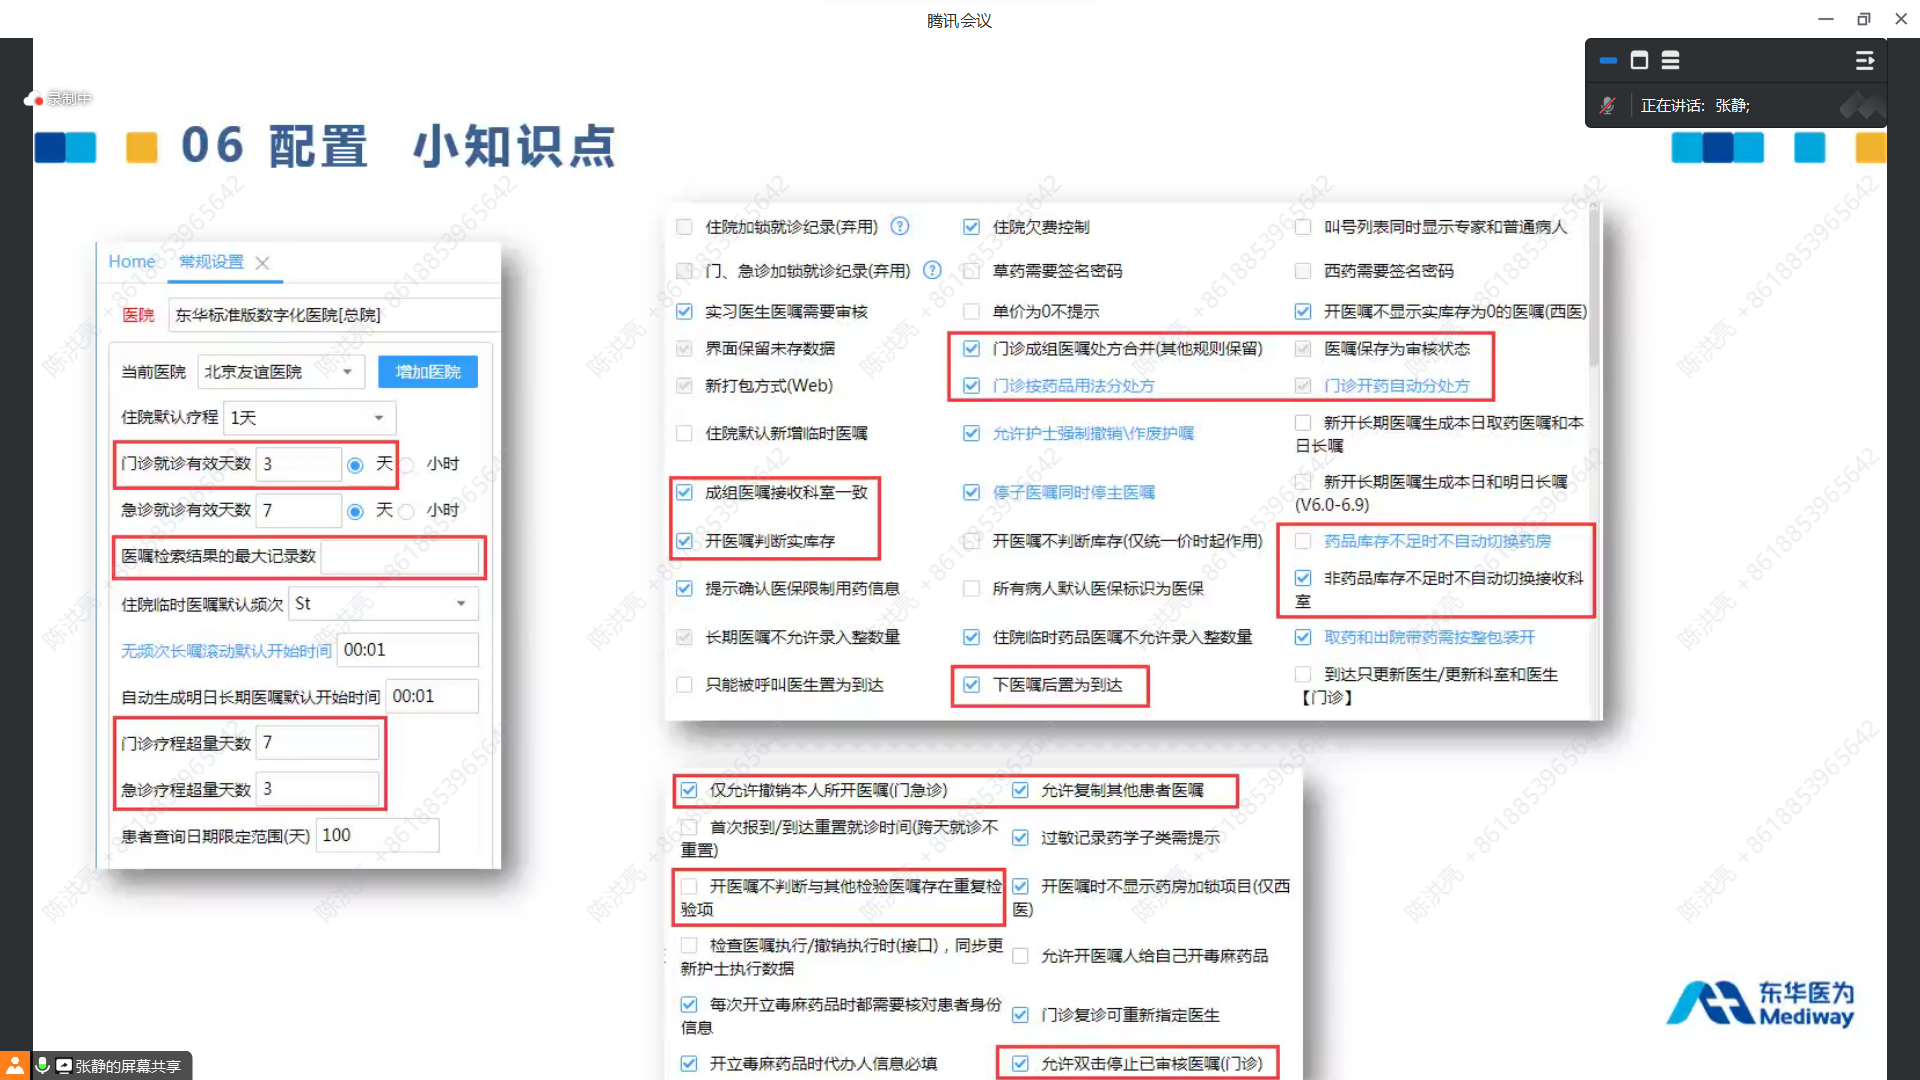 腾讯会议
正在讲话: 张静;
录制中
06 配置 小知识点
Home 常规设置
医院 东华标准版数字化医院[总院]
当前医院 北京友谊医院 增加医院
住院默认疗程 1天
门诊就诊有效天数 3 天 小时
急诊就诊有效天数 7 天 小时
医嘱检索结果的最大记录数
住院临时医嘱默认频次 St
无频次长嘱滚动默认开始时间 00:01
自动生成明日长期医嘱默认开始时间 00:01
门诊疗程超量天数 7
急诊疗程超量天数 3
患者查询日期限定范围(天) 100
住院加锁就诊纪录(弃用) ? 住院欠费控制 叫号列表同时显示专家和普通病人
门、急诊加锁就诊纪录(弃用) ? 草药需要签名密码 西药需要签名密码
实习医生医嘱需要审核 单价为0不提示 开医嘱不显示实库存为0的医嘱(西医)
界面保留未存数据 门诊成组医嘱处方合并(其他规则保留) 医嘱保存为审核状态
新打包方式(Web) 门诊按药品用法分处方 门诊开药自动分处方
住院默认新增临时医嘱 允许护士强制撤销\作废护嘱 新开长期医嘱生成本日取药医嘱和本
日长嘱
成组医嘱接收科室一致 停子医嘱同时停主医嘱 新开长期医嘱生成本日和明日长嘱
(V6.0-6.9)
开医嘱判断实库存 开医嘱不判断库存(仅统一价时起作用) 药品库存不足时不自动切换药房
非药品库存不足时不自动切换接收科
室
提示确认医保限制用药信息 所有病人默认医保标识为医保
长期医嘱不允许录入整数量 住院临时药品医嘱不允许录入整数量 取药和出院带药需按整包装开
只能被呼叫医生置为到达 下医嘱后置为到达 到达只更新医生/更新科室和医生
【门诊】
仅允许撤销本人所开医嘱(门急诊) 允许复制其他患者医嘱
首次报到/到达重置就诊时间(跨天就诊不
重置) 过敏记录药学子类需提示
开医嘱不判断与其他检验医嘱存在重复检
验项 开医嘱时不显示药房加锁项目(仅西
医)
检查医嘱执行/撤销执行时(接口)，同步更
新护士执行数据 允许开医嘱人给自己开毒麻药品
每次开立毒麻药品时都需要核对患者身份
信息 门诊复诊可重新指定医生
开立毒麻药品时代办人信息必填 允许双击停止已审核医嘱(门诊)
东华医为
Mediway
张静的屏幕共享
陈洪亮 +8618853965642